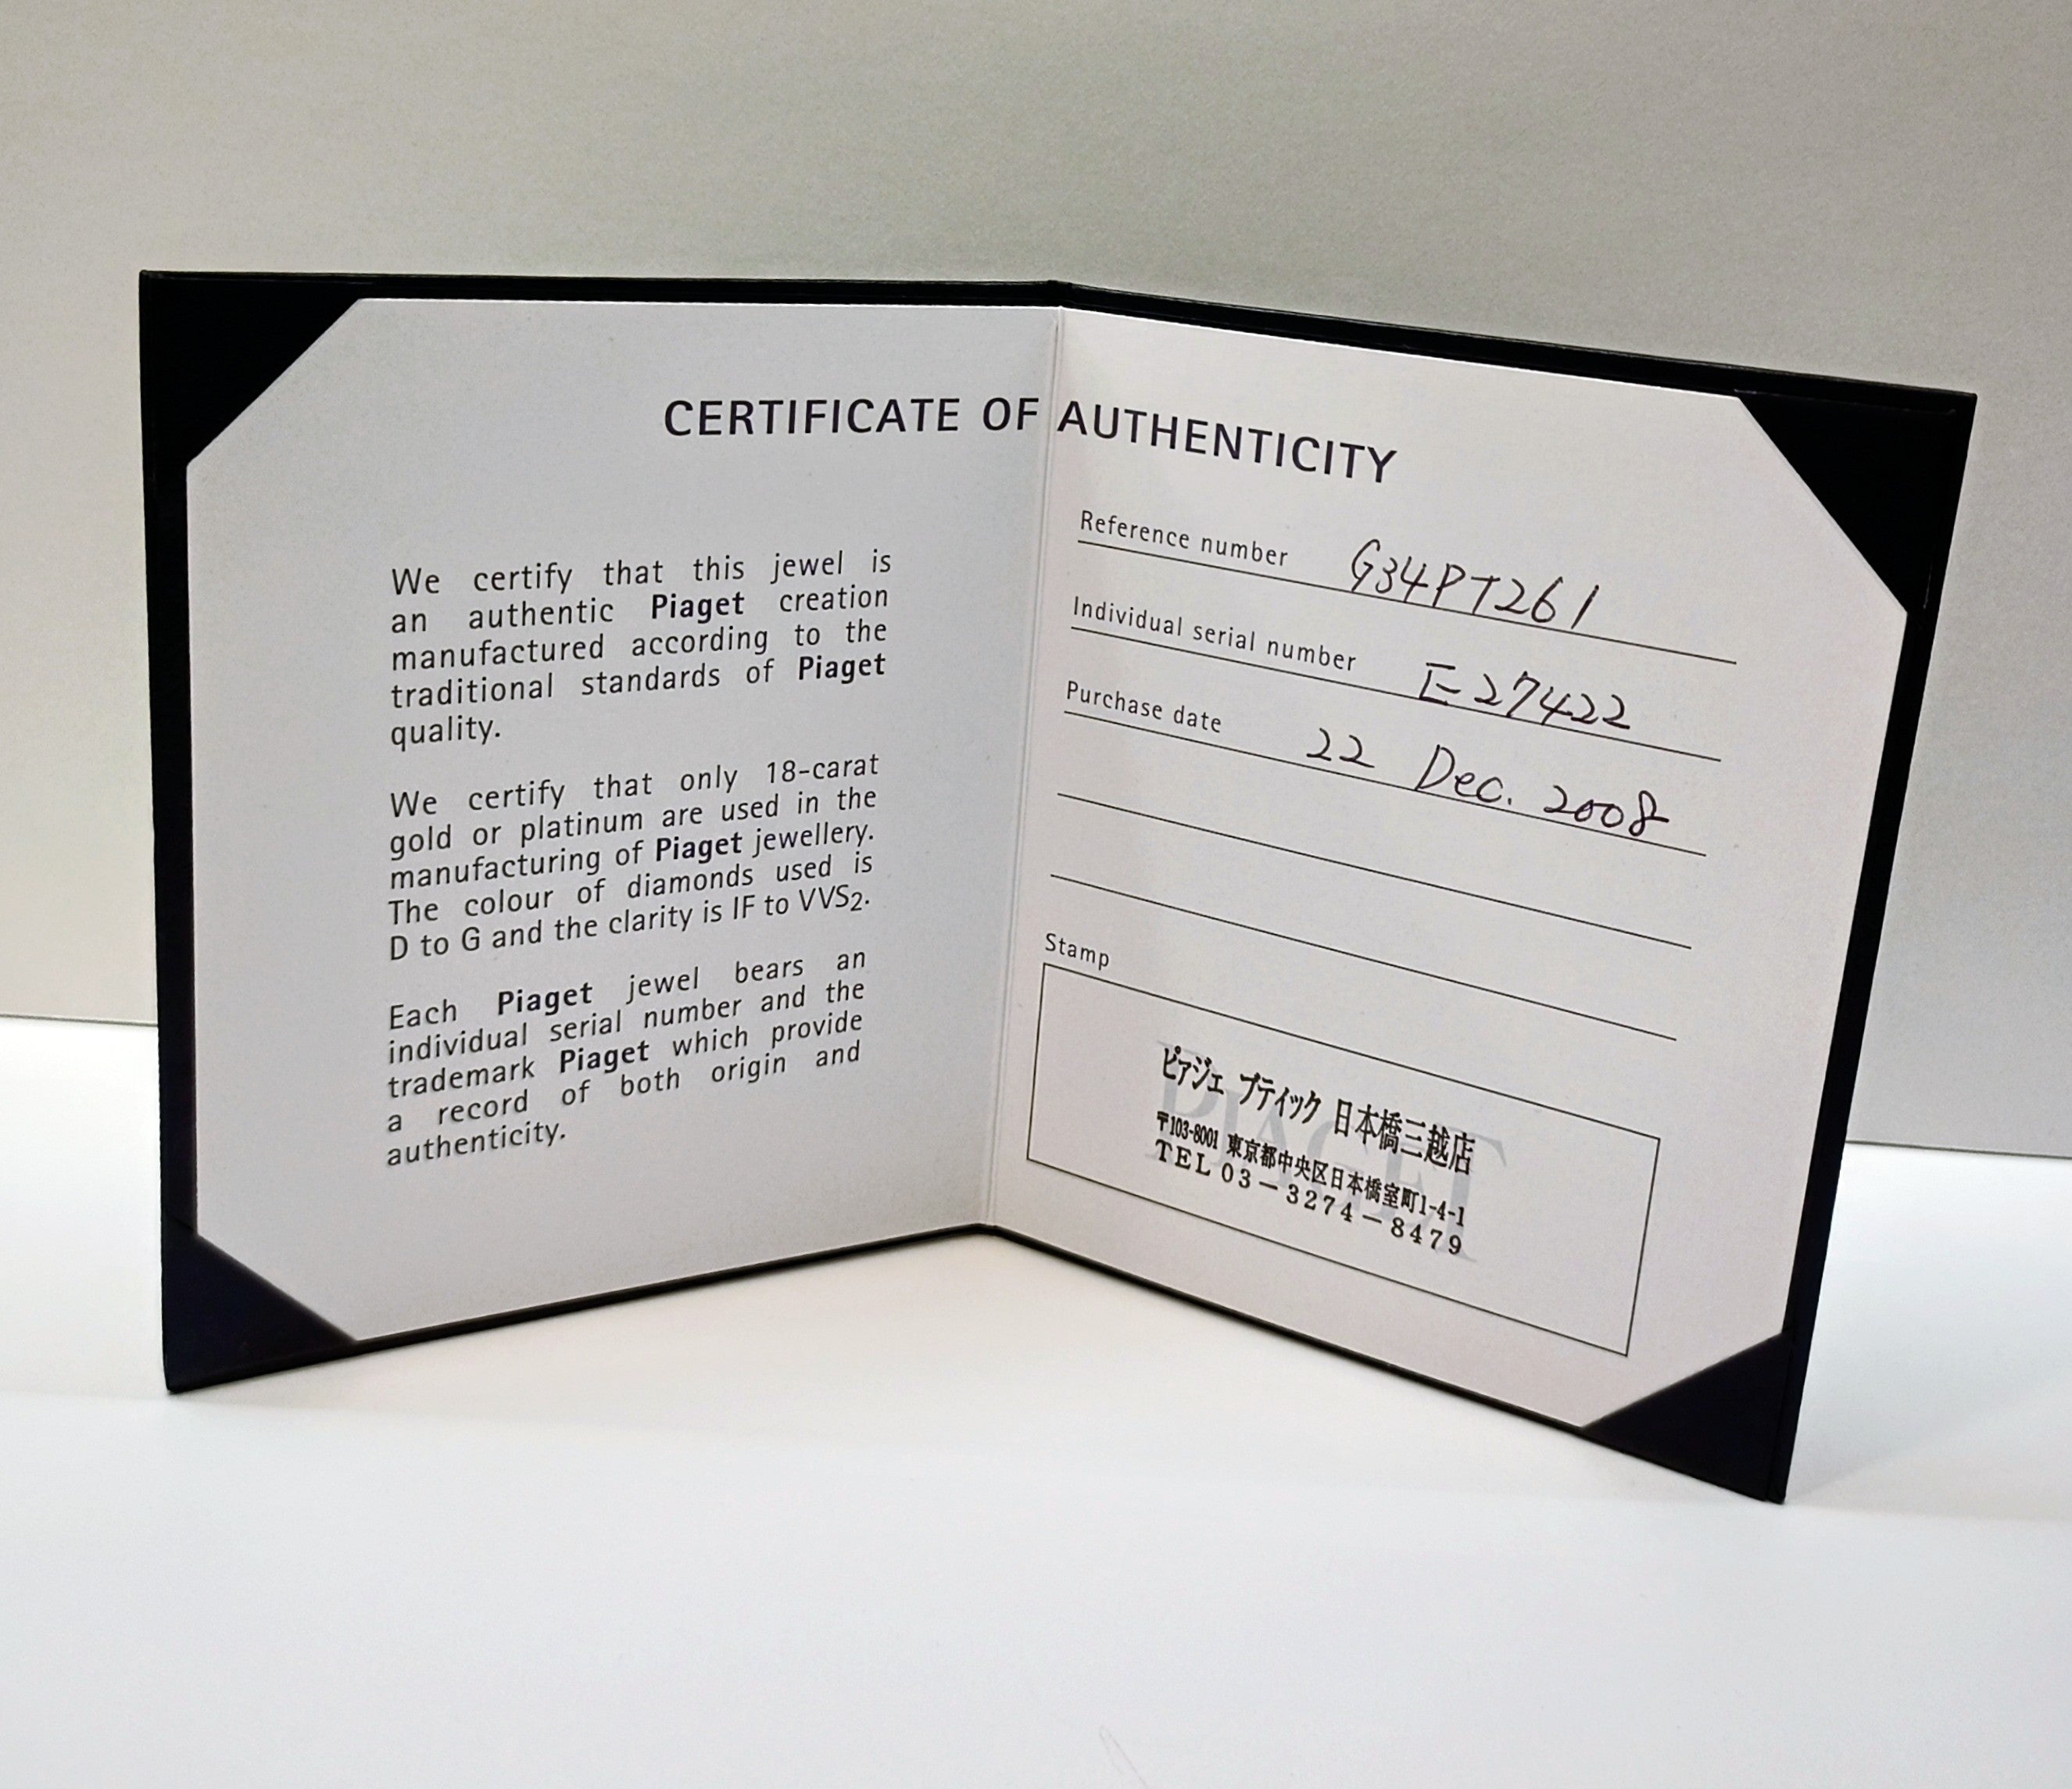 CERTIFICATE OF AUTHENTICITY
We certify that this jewel is
an authentic Piaget creation
manufactured according to the
traditional standards of Piaget
quality.
We certify that only 18-carat
gold or platinum are used in the
manufacturing of Piaget jewellery.
The colour of diamonds used is
D to G and the clarity is IF to VVS2.
Each Piaget jewel bears an
individual serial number and the
trademark Piaget which provide
a record of both origin and
authenticity.
Reference number G34PT261
Individual serial number E-27422
Purchase date 22 Dec. 2008
Stamp
PIAGET
ピアジェ ブティック 日本橋三越店
〒103-8001 東京都中央区日本橋室町1-4-1
TEL 03-3274-8479